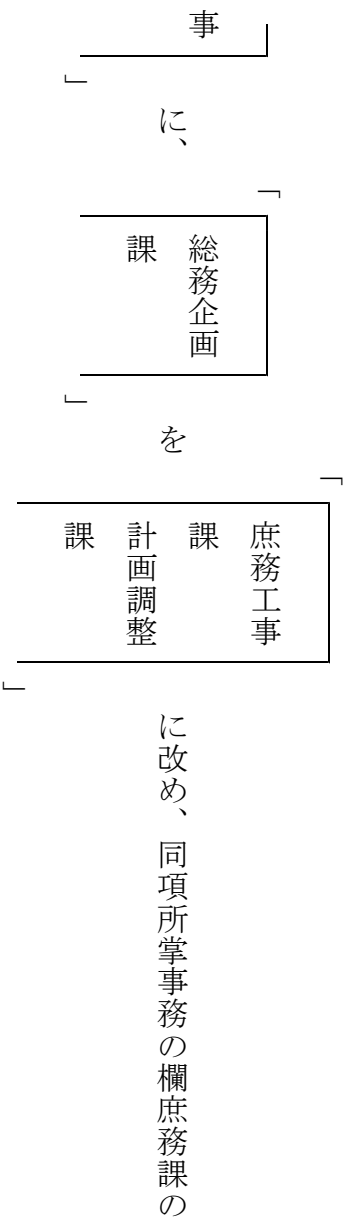 事
」
に、
「
総務企画
課
」
を
「
庶務工事
課
計画調整
課
」
に改め、同項所掌事務の欄庶務課の